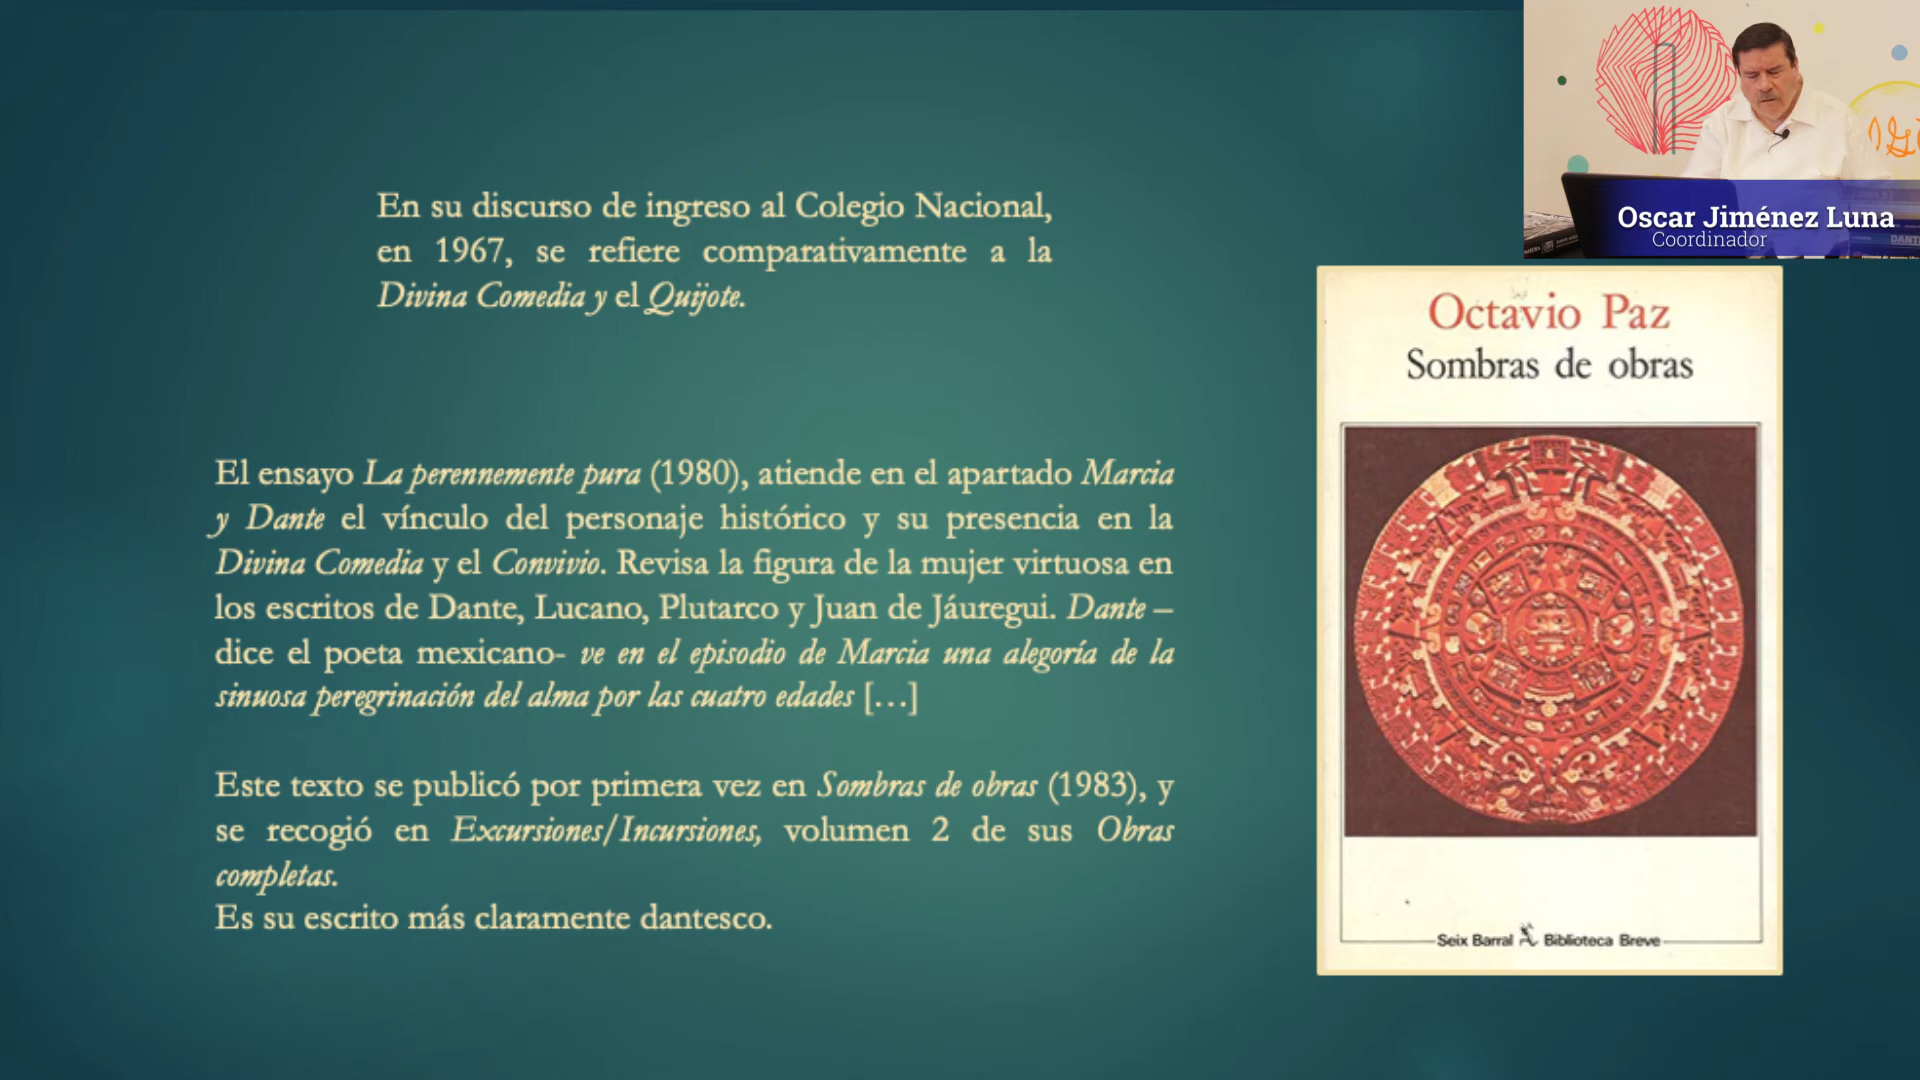 En su discurso de ingreso al Colegio Nacional,
en 1967, se refiere comparativamente a la
Divina Comedia y el Quijote.
El ensayo La perennemente pura (1980), atiende en el apartado Marcia
y Dante el vínculo del personaje histórico y su presencia en la
Divina Comedia y el Convivio. Revisa la figura de la mujer virtuosa en
los escritos de Dante, Lucano, Plutarco y Juan de Jáuregui. Dante –
dice el poeta mexicano- ve en el episodio de Marcia una alegoría de la
sinuosa peregrinación del alma por las cuatro edades […]
Este texto se publicó por primera vez en Sombras de obras (1983), y
se recogió en Excursiones/Incursiones, volumen 2 de sus Obras
completas.
Es su escrito más claramente dantesco.
Oscar Jiménez Luna
Coordinador
DANTE
Octavio Paz
Sombras de obras
Seix Barral Biblioteca Breve